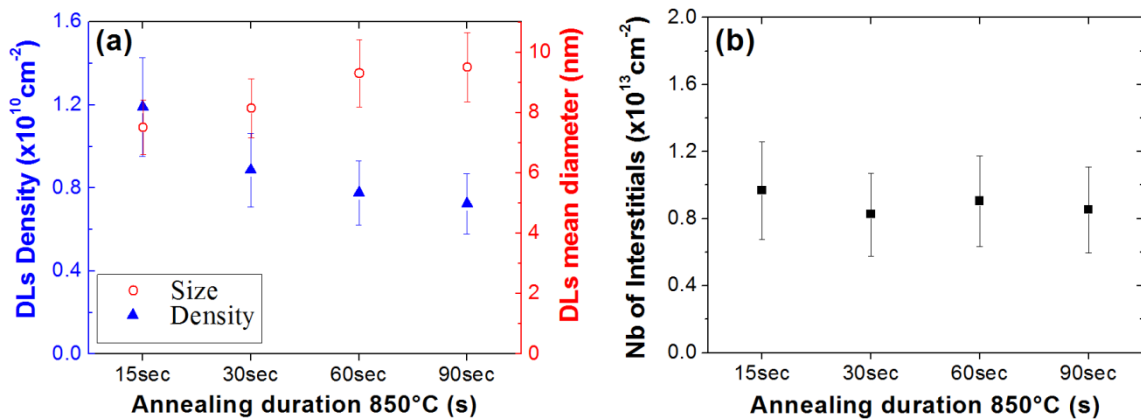 (a)
DLs Density (x10¹⁰cm⁻²)
1.6
1.2
0.8
0.4
0.0
Size
Density
10
8
6
4
2
0
DLs mean diameter (nm)
15sec 30sec 60sec 90sec
Annealing duration 850°C (s)
(b)
Nb of Interstitials (x10¹³cm⁻²)
2.0
1.6
1.2
0.8
0.4
0.0
15sec 30sec 60sec 90sec
Annealing duration 850°C (s)